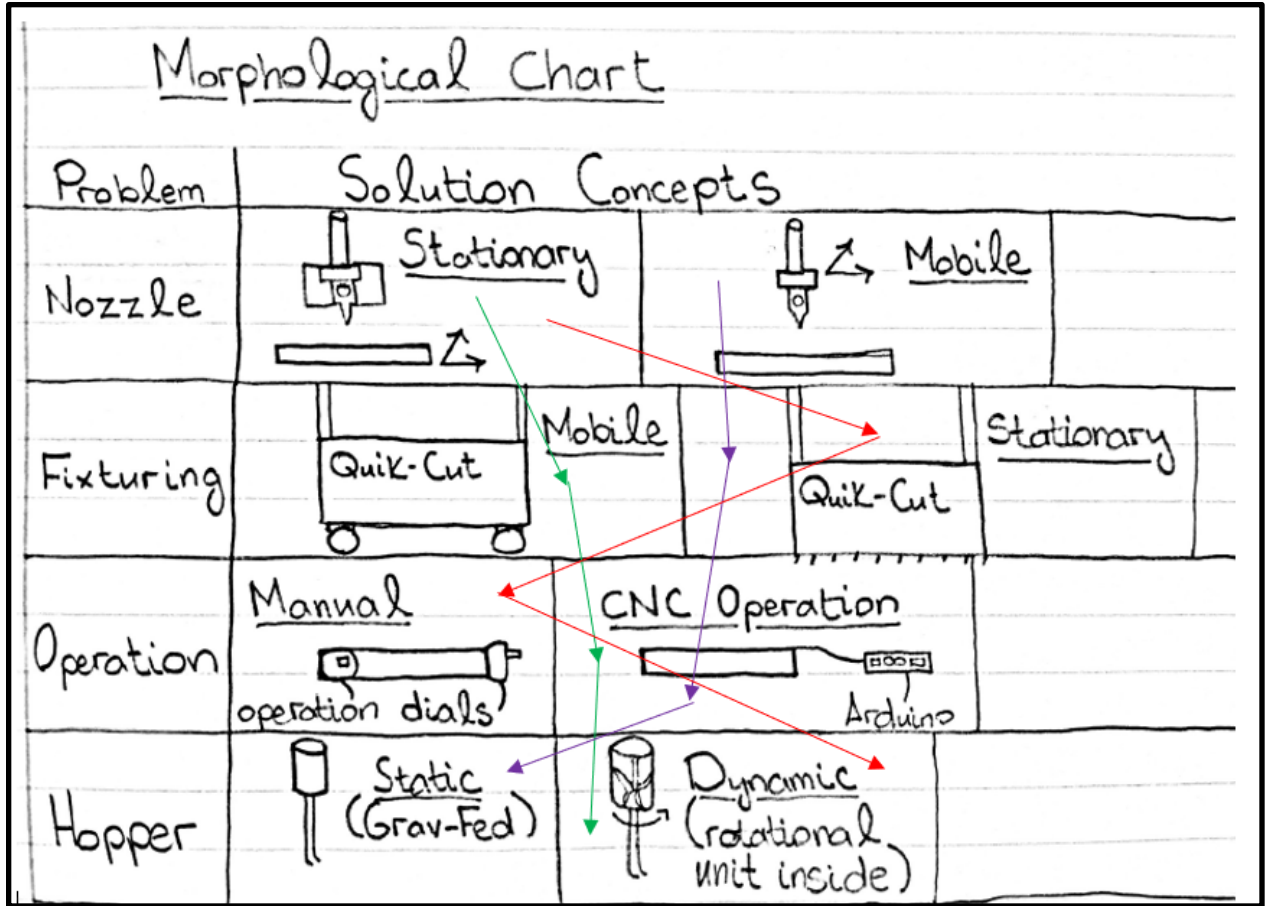 Morphological Chart
Problem
Solution Concepts
Nozzle
Stationary
Mobile
Fixturing
Quik-Cut
Mobile
Quik-Cut
Stationary
Operation
Manual
operation dials
CNC Operation
Arduino
Hopper
Static
(Grav-Fed)
Dynamic
(rotational
unit inside)